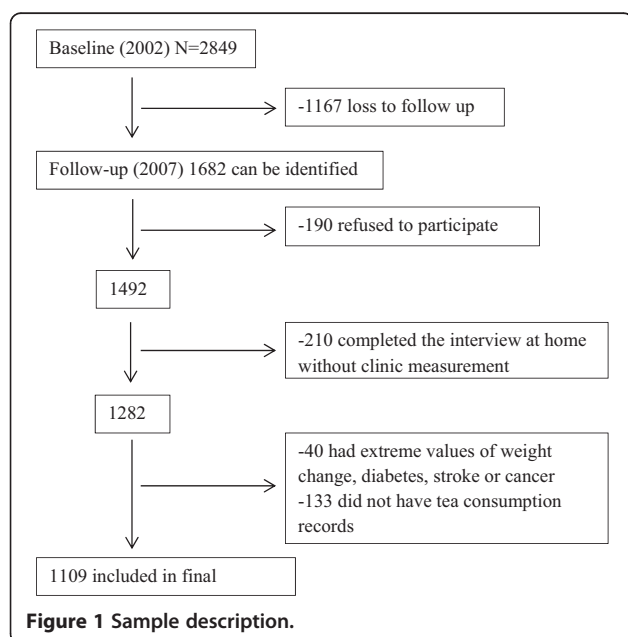 Baseline (2002) N=2849
-1167 loss to follow up
Follow-up (2007) 1682 can be identified
-190 refused to participate
1492
-210 completed the interview at home
without clinic measurement
1282
-40 had extreme values of weight
change, diabetes, stroke or cancer
-133 did not have tea consumption
records
1109 included in final
Figure 1 Sample description.